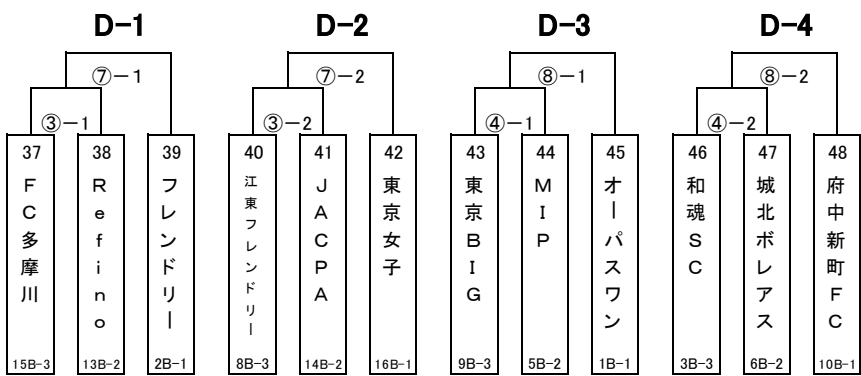 D-1
D-2
D-3
D-4
⑦-1
⑦-2
⑧-1
⑧-2
③-1
③-2
④-1
④-2
37
38
39
40
41
42
43
44
45
46
47
48
FC多摩川
Refino
フレンドリー
江東フレンドリー
JACPA
東京女子
東京BIG
MIP
オーパスワン
和魂SC
城北ボレアス
府中新町FC
15B-3
13B-2
2B-1
8B-3
14B-2
16B-1
9B-3
5B-2
1B-1
3B-3
6B-2
10B-1